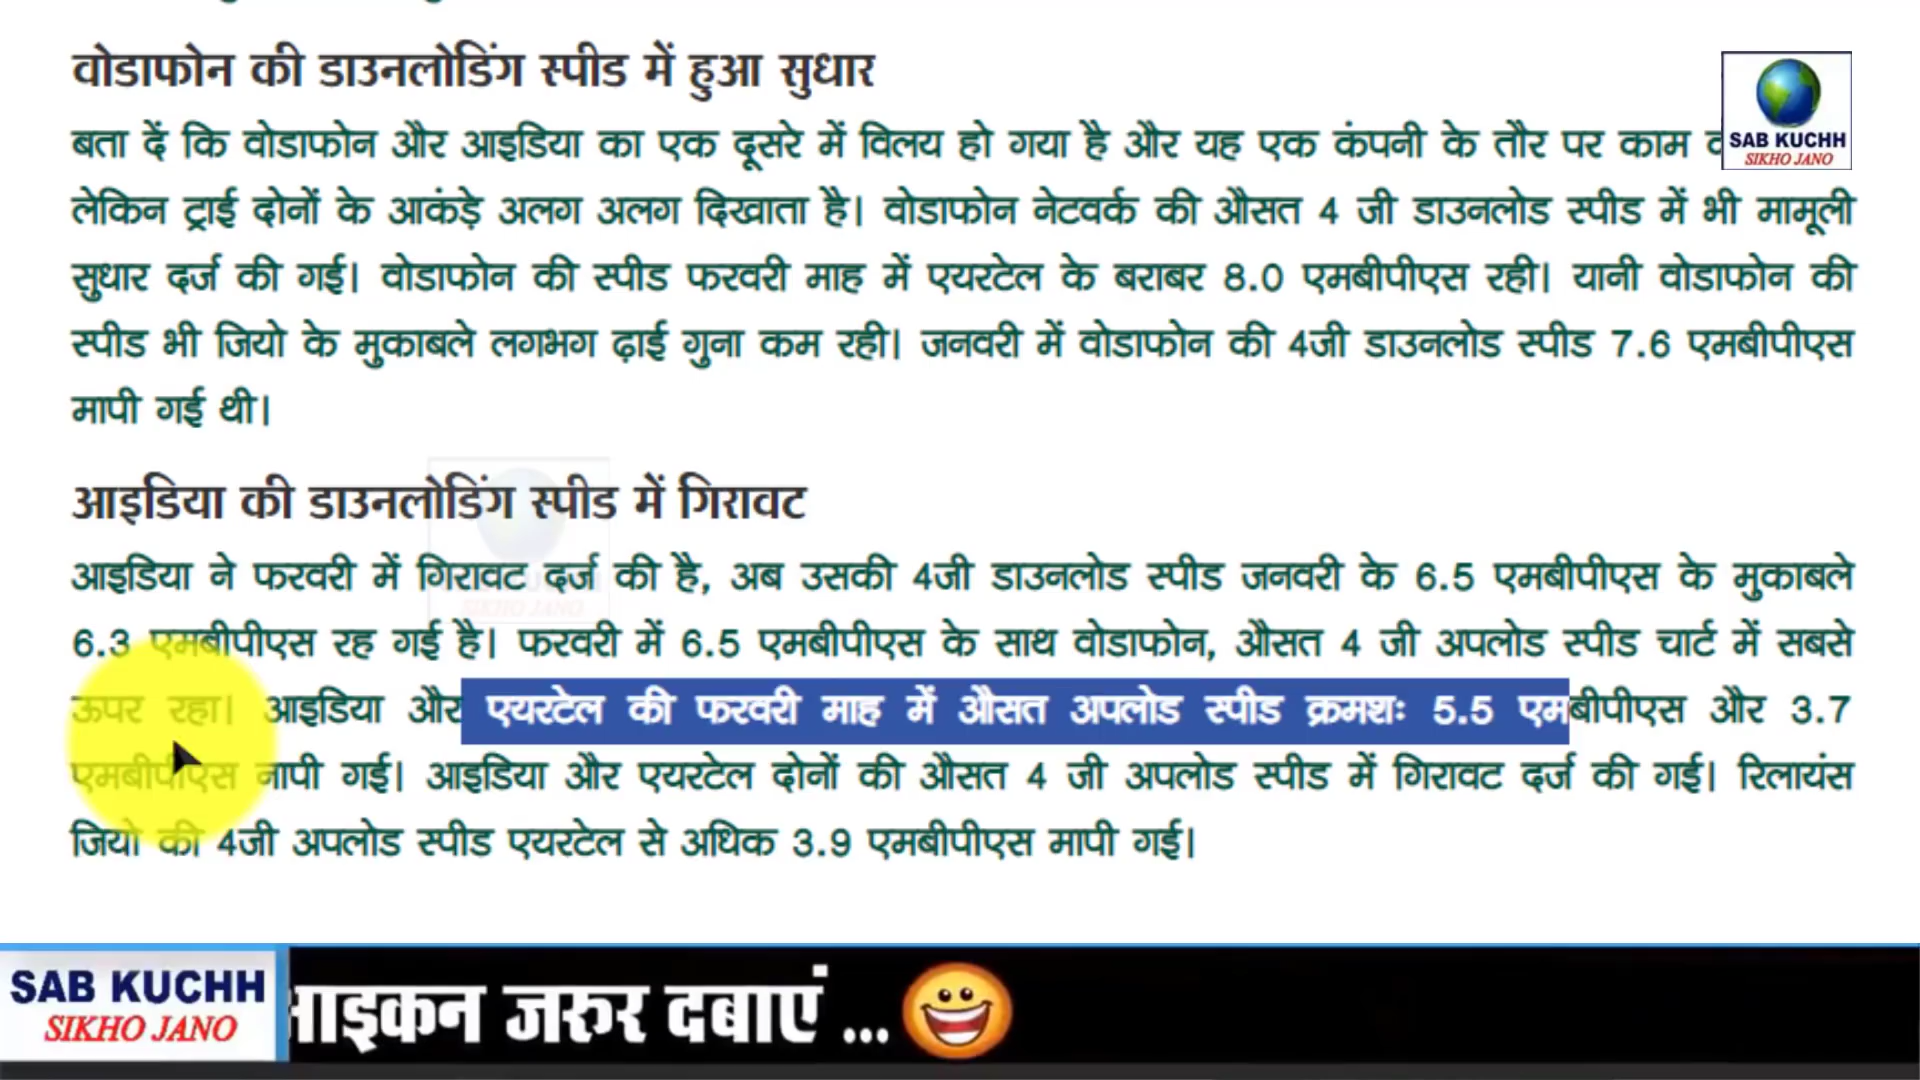 वोडाफोन की डाउनलोडिंग स्पीड में हुआ सुधार
SAB KUCHH
SIKHO JANO
बता दें कि वोडाफोन और आइडिया का एक दूसरे में विलय हो गया है और यह एक कंपनी के तौर पर काम
लेकिन ट्राई दोनों के आकंड़े अलग अलग दिखाता है। वोडाफोन नेटवर्क की औसत 4 जी डाउनलोड स्पीड में भी मामूली
सुधार दर्ज की गई। वोडाफोन की स्पीड फरवरी माह में एयरटेल के बराबर 8.0 एमबीपीएस रही। यानी वोडाफोन की
स्पीड भी जियो के मुकाबले लगभग ढ़ाई गुना कम रही। जनवरी में वोडाफोन की 4जी डाउनलोड स्पीड 7.6 एमबीपीएस
मापी गई थी।
आइडिया की डाउनलोडिंग स्पीड में गिरावट
आइडिया ने फरवरी में गिरावट दर्ज की है, अब उसकी 4जी डाउनलोड स्पीड जनवरी के 6.5 एमबीपीएस के मुकाबले
6.3 एमबीपीएस रह गई है। फरवरी में 6.5 एमबीपीएस के साथ वोडाफोन, औसत 4 जी अपलोड स्पीड चार्ट में सबसे
ऊपर रहा। आइडिया और एयरटेल की फरवरी माह में औसत अपलोड स्पीड क्रमशः 5.5 एमबीपीएस और 3.7
एमबीपीएस नापी गई। आइडिया और एयरटेल दोनों की औसत 4 जी अपलोड स्पीड में गिरावट दर्ज की गई। रिलायंस
जियो की 4जी अपलोड स्पीड एयरटेल से अधिक 3.9 एमबीपीएस मापी गई।
SAB KUCHH
SIKHO JANO
जरुर दबाएं ...